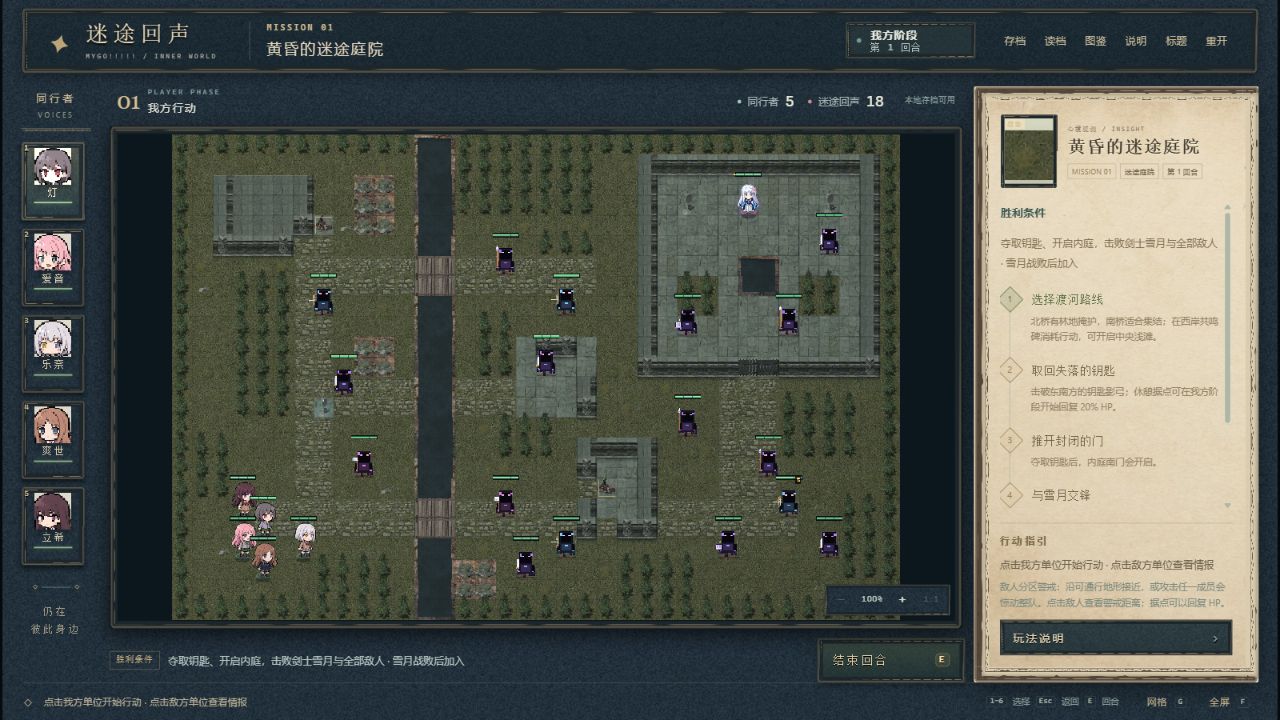 迷途回声
MYGO!!!!! / INNER WORLD
MISSION 01
黄昏的迷途庭院
我方阶段
第 1 回合
存档 读档 图鉴 说明 标题 重开
同行者
VOICES
1
灯
2
爱音
3
乐奈
4
爽世
5
立希
仍在
彼此身边
01
PLAYER PHASE
我方行动
同行者 5 迷途回声 18 本地存档可用
100% + 1:1
胜利条件 夺取钥匙、开启内庭，击败剑士雪月与全部敌人 · 雪月战败后加入
结束回合 E
/ INSIGHT
黄昏的迷途庭院
MISSION 01 迷途庭院 第 1 回合
胜利条件
夺取钥匙、开启内庭，击败剑士雪月与全部敌人
· 雪月战败后加入
1 选择渡河路线
北桥有林地掩护，南桥适合集结；在西岸共鸣
碑消耗行动，可开启中央浅滩。
2 取回失落的钥匙
击破东南方的钥匙影弓；休憩据点可在我方阶
段开始回复 20% HP。
3 推开封闭的门
夺取钥匙后，内庭南门会开启。
4 与雪月交锋
行动指引
点击我方单位开始行动 · 点击敌方单位查看情报
敌人分区警戒：沿可通行地形接近，或攻击任一成员会
惊动整队。点击敌人查看警戒距离；据点可以回复 HP。
玩法说明 ›
点击我方单位开始行动 · 点击敌方单位查看情报
1-6 选择 Esc 返回 E 回合 网格 G 全屏 F